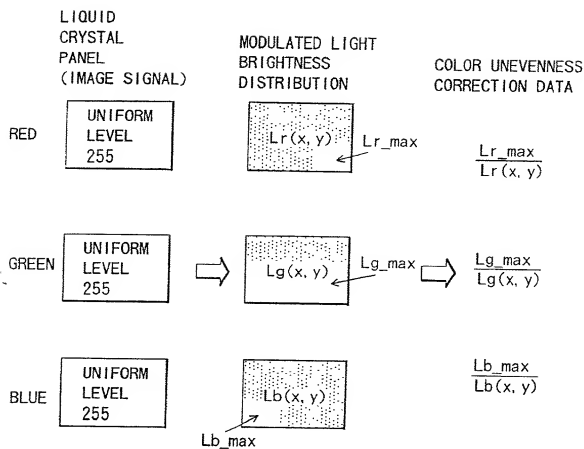 LIQUID
CRYSTAL
PANEL
(IMAGE SIGNAL)
MODULATED LIGHT
BRIGHTNESS
DISTRIBUTION
COLOR UNEVENNESS
CORRECTION DATA
RED
UNIFORM
LEVEL
255
Lr(x, y)
Lr_max
Lr_max
Lr(x, y)
GREEN
UNIFORM
LEVEL
255
Lg(x, y)
Lg_max
Lg_max
Lg(x, y)
BLUE
UNIFORM
LEVEL
255
Lb(x, y)
Lb_max
Lb_max
Lb(x, y)